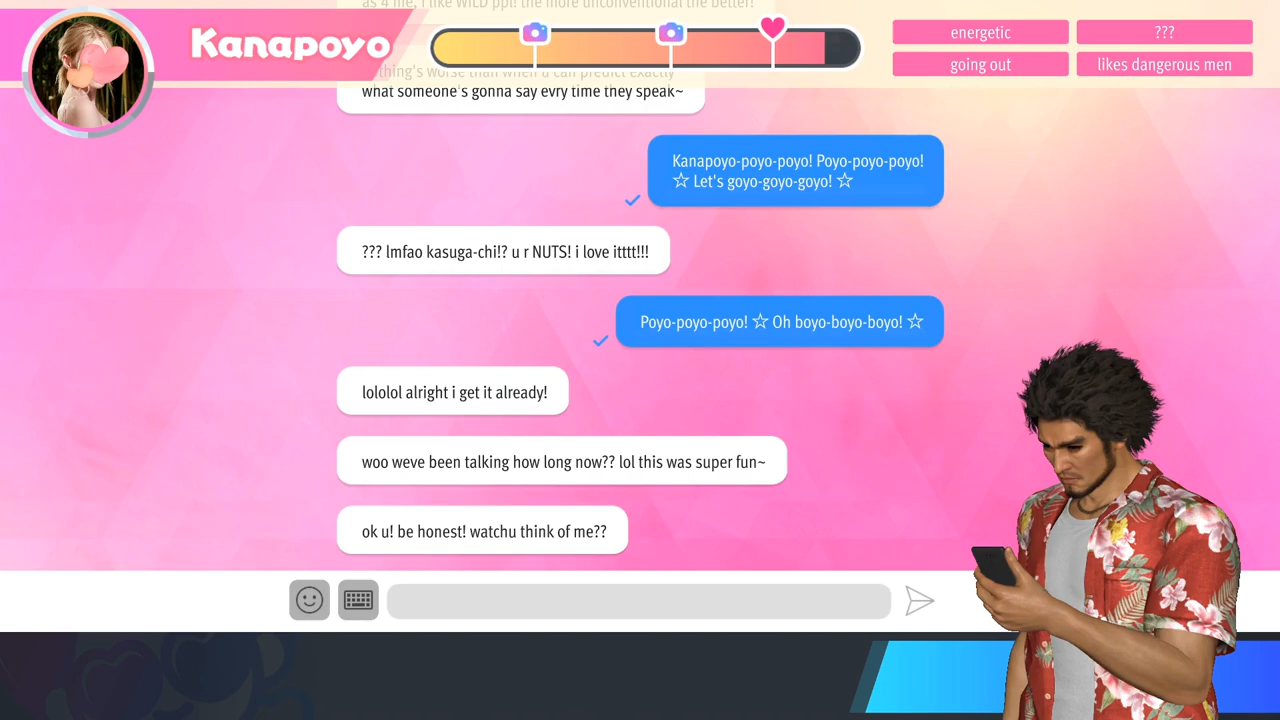 as 4 me, i like WILD ppl! the more unconventional the better!
Kanapoyo
energetic
???
going out
likes dangerous men
thing's worse than when u can predict exactly
what someone's gonna say evry time they speak~
Kanapoyo-poyo-poyo! Poyo-poyo-poyo!
☆ Let's goyo-goyo-goyo! ☆
??? lmfao kasuga-chi!? u r NUTS! i love itttt!!!
Poyo-poyo-poyo! ☆ Oh boyo-boyo-boyo! ☆
lololol alright i get it already!
woo weve been talking how long now?? lol this was super fun~
ok u! be honest! watchu think of me??